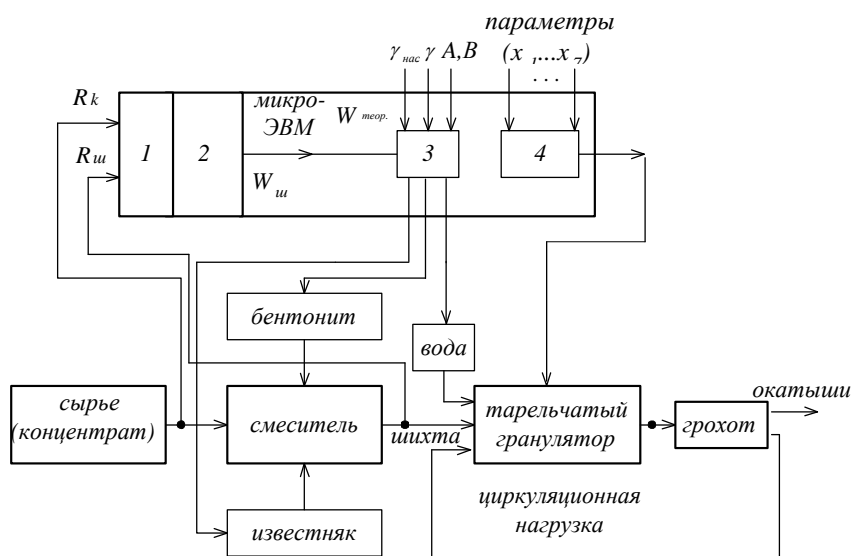 параметры
γнас γ A,B (x1...x7)
. . .
Rk
микро-
ЭВМ
Wтеор.
Rш
1 2 3 4
Wш
бентонит
вода
сырье
(концентрат)
смеситель
шихта
тарельчатый
гранулятор
грохот
окатыши
циркуляционная
нагрузка
известняк